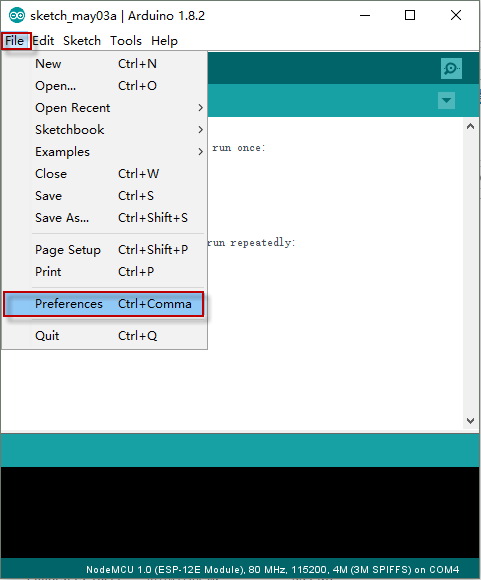 sketch_may03a | Arduino 1.8.2
File Edit Sketch Tools Help
New Ctrl+N
Open... Ctrl+O
Open Recent
Sketchbook
Examples
run once:
Close Ctrl+W
Save Ctrl+S
Save As... Ctrl+Shift+S
Page Setup Ctrl+Shift+P
run repeatedly:
Print Ctrl+P
Preferences Ctrl+Comma
Quit Ctrl+Q
NodeMCU 1.0 (ESP-12E Module), 80 MHz, 115200, 4M (3M SPIFFS) on COM4